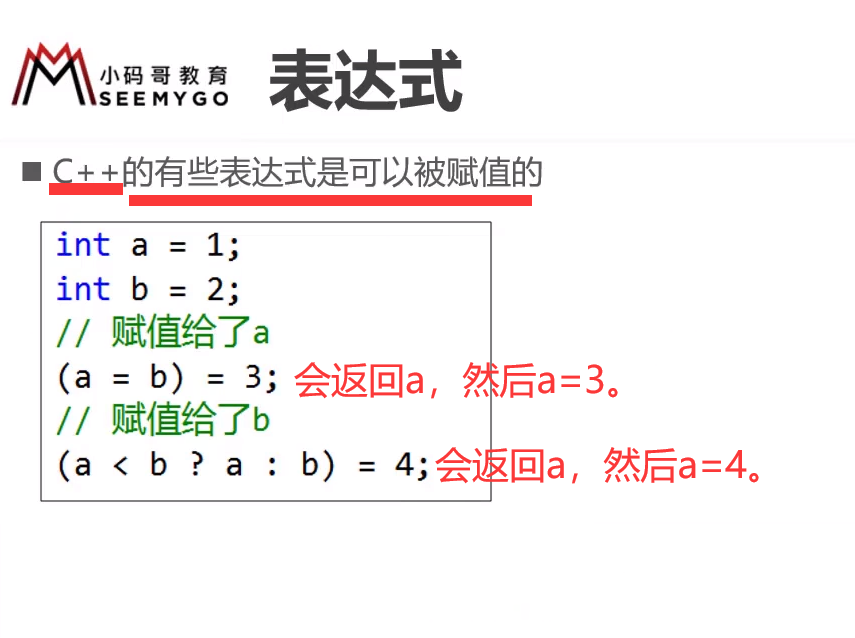 小码哥教育
SEEMYGO
表达式
C++的有些表达式是可以被赋值的
int a = 1;
int b = 2;
// 赋值给了a
(a = b) = 3; 会返回a，然后a=3。
// 赋值给了b
(a < b ? a : b) = 4; 会返回a，然后a=4。